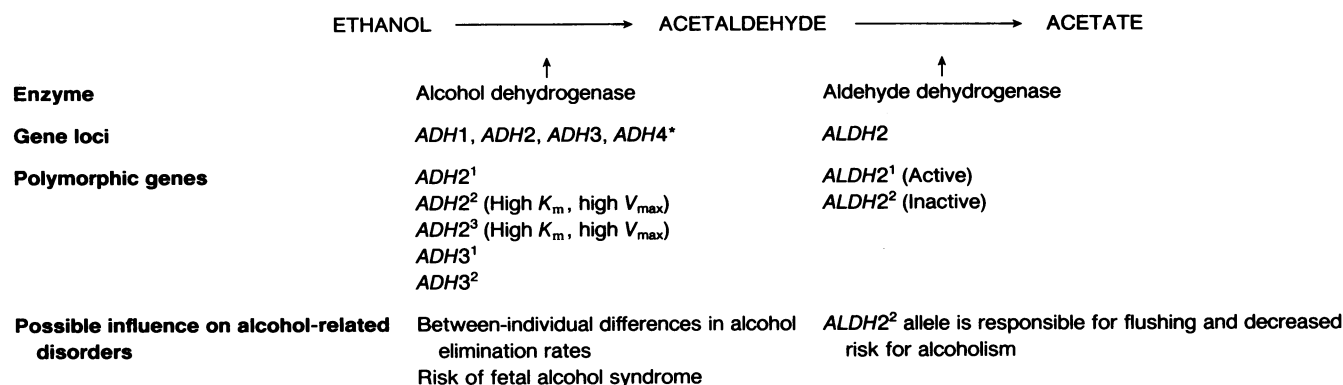 ETHANOL → ACETALDEHYDE → ACETATE
↑ ↑
Enzyme Alcohol dehydrogenase Aldehyde dehydrogenase
Gene loci ADH1, ADH2, ADH3, ADH4* ALDH2
Polymorphic genes ADH2¹ ALDH2¹ (Active)
ADH2² (High Kₘ, high Vₘₐₓ) ALDH2² (Inactive)
ADH2³ (High Kₘ, high Vₘₐₓ)
ADH3¹
ADH3²
Possible influence on alcohol-related Between-individual differences in alcohol ALDH2² allele is responsible for flushing and decreased
disorders elimination rates risk for alcoholism
Risk of fetal alcohol syndrome